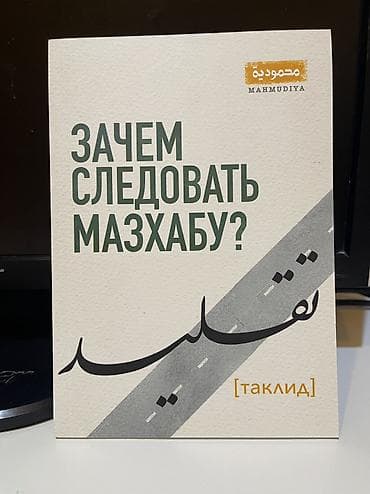 محمودية
MAHMUDIYA
ЗАЧЕМ
СЛЕДОВАТЬ
МАЗХАБУ?
تقليد
[таклид]